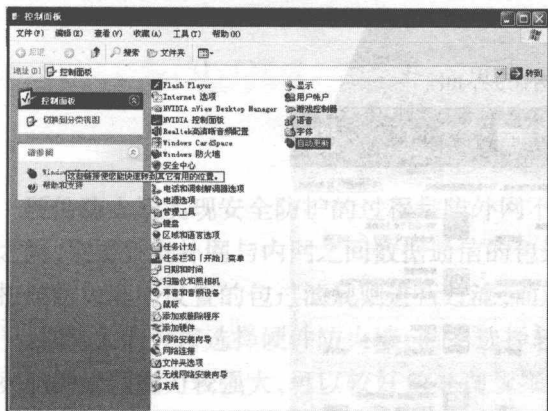 控制面板
文件(F) 编辑(E) 查看(V) 收藏(A) 工具(T) 帮助(H)
后退 搜索 文件夹
地址(D) 控制面板 转到
控制面板
切换到分类视图
请参阅
Windows
帮助和支持
这些链接使您能快速转到其它有用的位置。
Flash Player
Internet 选项
NVIDIA nView Desktop Manager
NVIDIA 控制面板
Realtek高清晰音频配置
Windows CardSpace
Windows 防火墙
安全中心
电话和调制解调器选项
电源选项
管理工具
键盘
区域和语言选项
任务计划
任务栏和「开始」菜单
日期和时间
扫描仪和照相机
声音和音频设备
鼠标
添加或删除程序
添加硬件
网络安装向导
网络连接
文件夹选项
无线网络安装向导
系统
显示
用户帐户
游戏控制器
语音
字体
自动更新